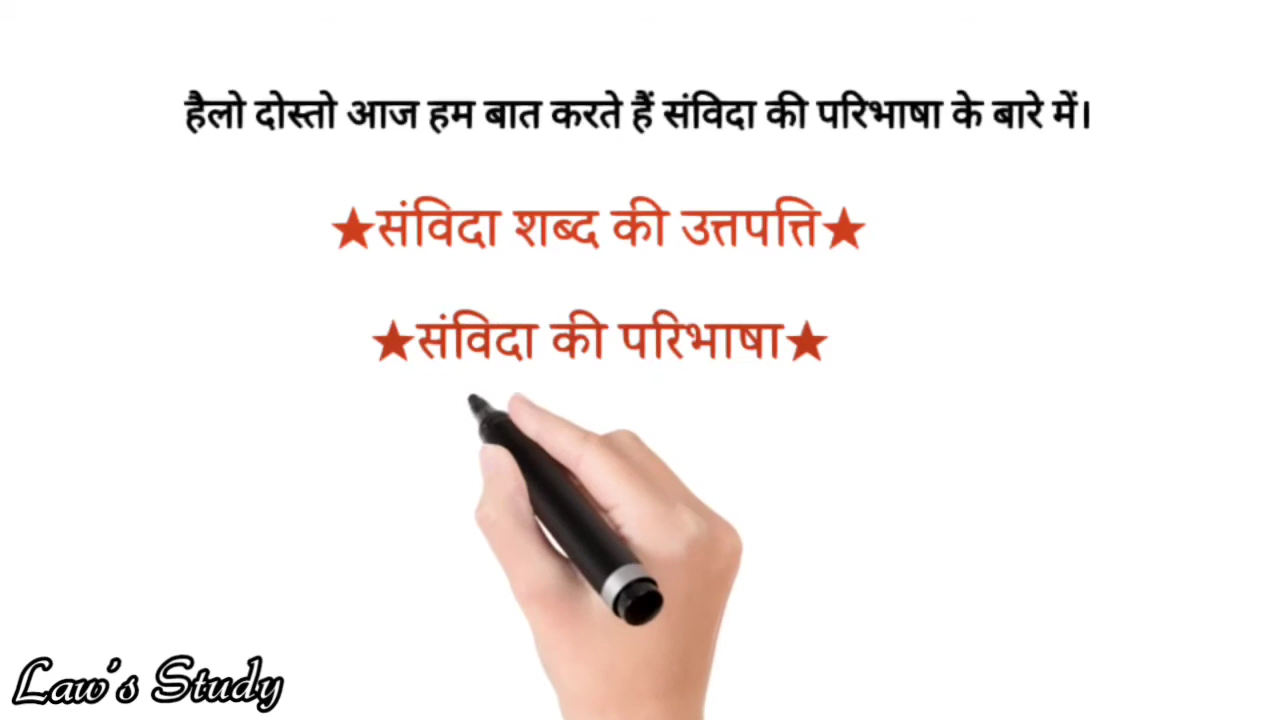 हैलो दोस्तो आज हम बात करते हैं संविदा की परिभाषा के बारे में।
★संविदा शब्द की उत्तपत्ति★
★संविदा की परिभाषा★
Law's Study